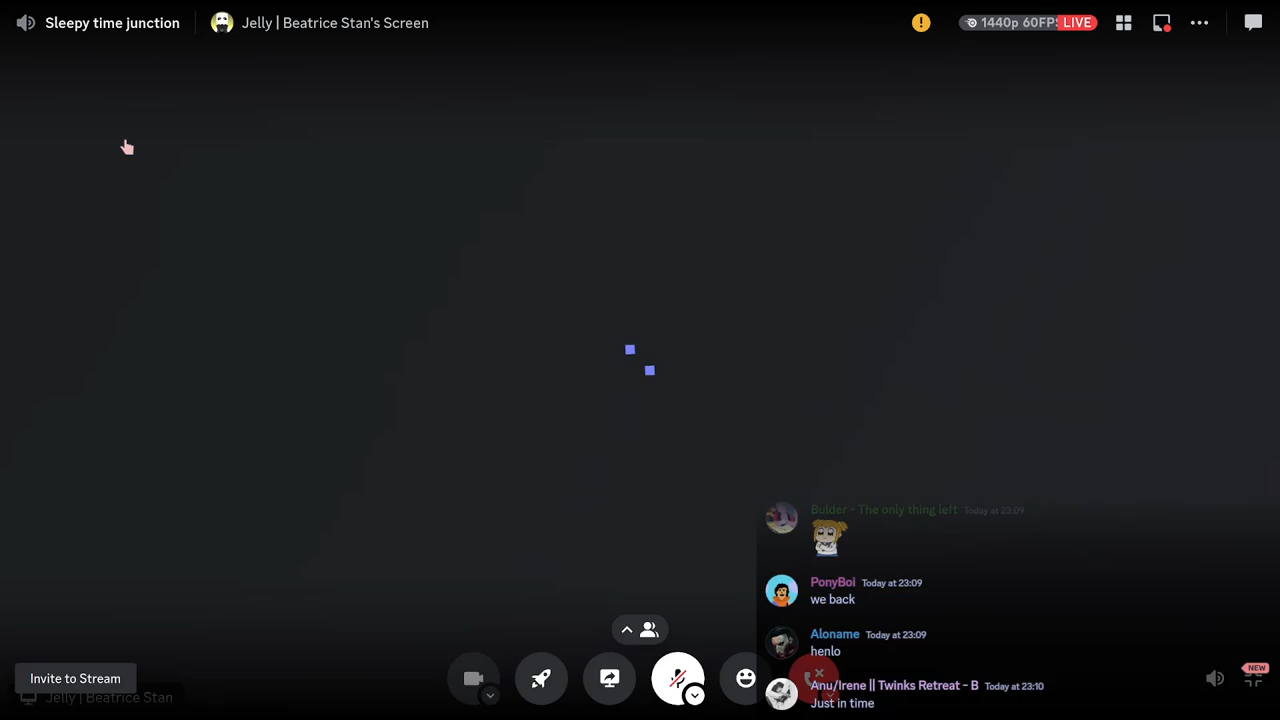 Sleepy time junction
Jelly | Beatrice Stan's Screen
1440p 60FPS LIVE
Bulder - The only thing left Today at 23:09
PonyBoi Today at 23:09
we back
Aloname Today at 23:09
henlo
Anu/Irene || Twinks Retreat - B Today at 23:10
Just in time
Invite to Stream
Jelly | Beatrice Stan
NEW